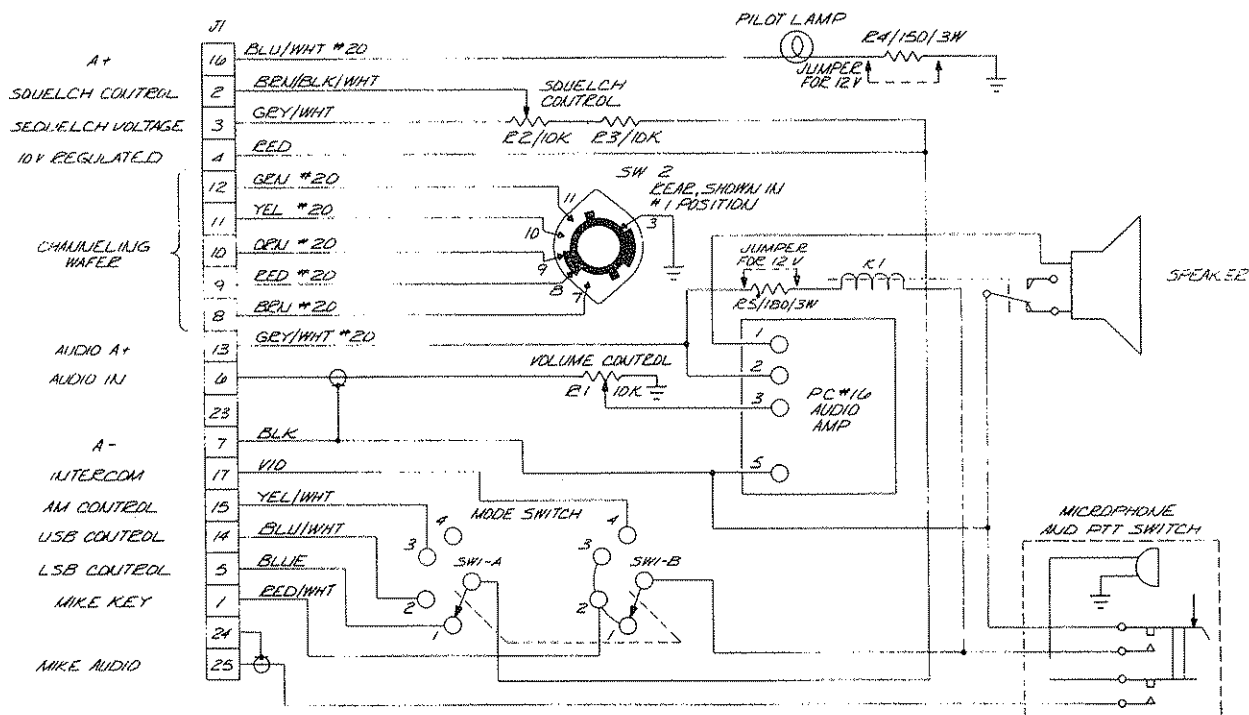 J1
A+ 16 BLU/WHT #20
PILOT LAMP
R4/150/3W
JUMPER
FOR 12V
SQUELCH CONTROL 2 BRN/BLK/WHT
SQUELCH
CONTROL
SEQUELCH VOLTAGE 3 GRY/WHT
R2/10K R3/10K
10V REGULATED 4 RED
CHANNELING
WAFER
12 GRN #20
11 YEL #20
10 ORN #20
9 RED #20
8 BRN #20
SW 2
REAR, SHOWN IN
#1 POSITION
11
10
9
8
7
3
JUMPER
FOR 12V
K1
R5/180/3W
SPEAKER
AUDIO A+ 13 GRY/WHT #20
AUDIO IN 6
VOLUME CONTROL
R1 10K
1
2
3
5
PC#16
AUDIO
AMP
23
A- 7 BLK
INTERCOM 17 VIO
AM CONTROL 15 YEL/WHT
USB CONTROL 14 BLU/WHT
LSB CONTROL 5 BLUE
MIKE KEY 1 RED/WHT
24
MIKE AUDIO 25
MODE SWITCH
4
3
2
1
SW1-A
4
3
2
1
SW1-B
MICROPHONE
AND PTT SWITCH